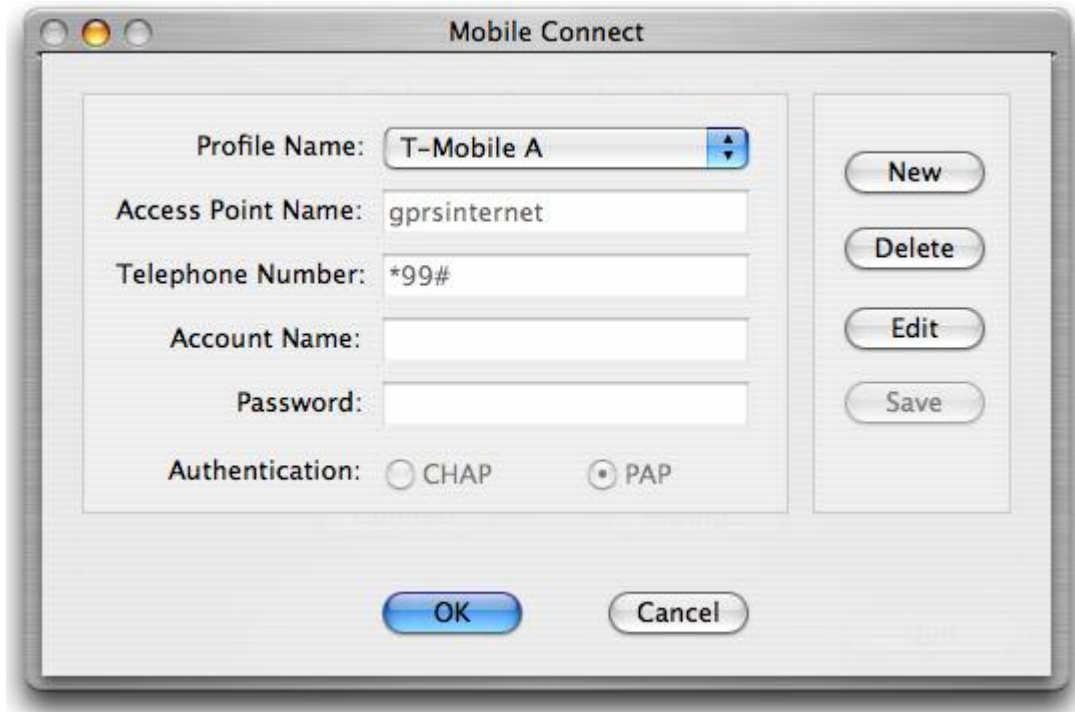 Mobile Connect
Profile Name: T-Mobile A
Access Point Name: gprsinternet
Telephone Number: *99#
Account Name:
Password:
Authentication: CHAP PAP
New
Delete
Edit
Save
OK Cancel